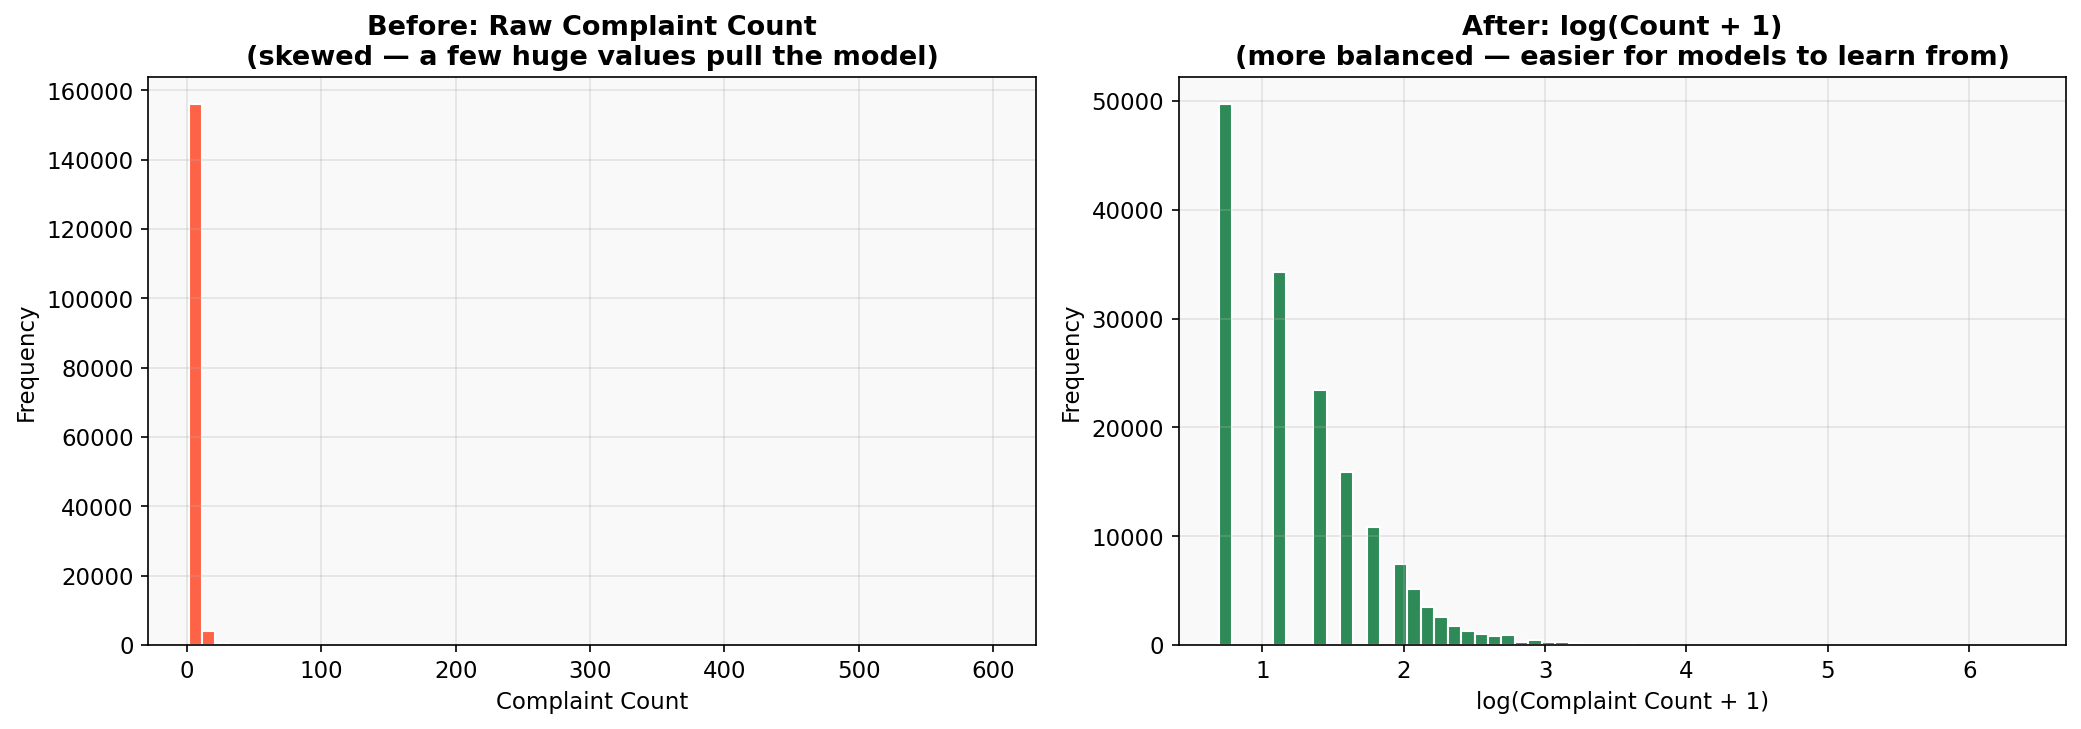 Before: Raw Complaint Count
(skewed — a few huge values pull the model)
160000
140000
120000
100000
80000
60000
40000
20000
0
Frequency
0 100 200 300 400 500 600
Complaint Count
After: log(Count + 1)
(more balanced — easier for models to learn from)
50000
40000
30000
20000
10000
0
Frequency
1 2 3 4 5 6
log(Complaint Count + 1)